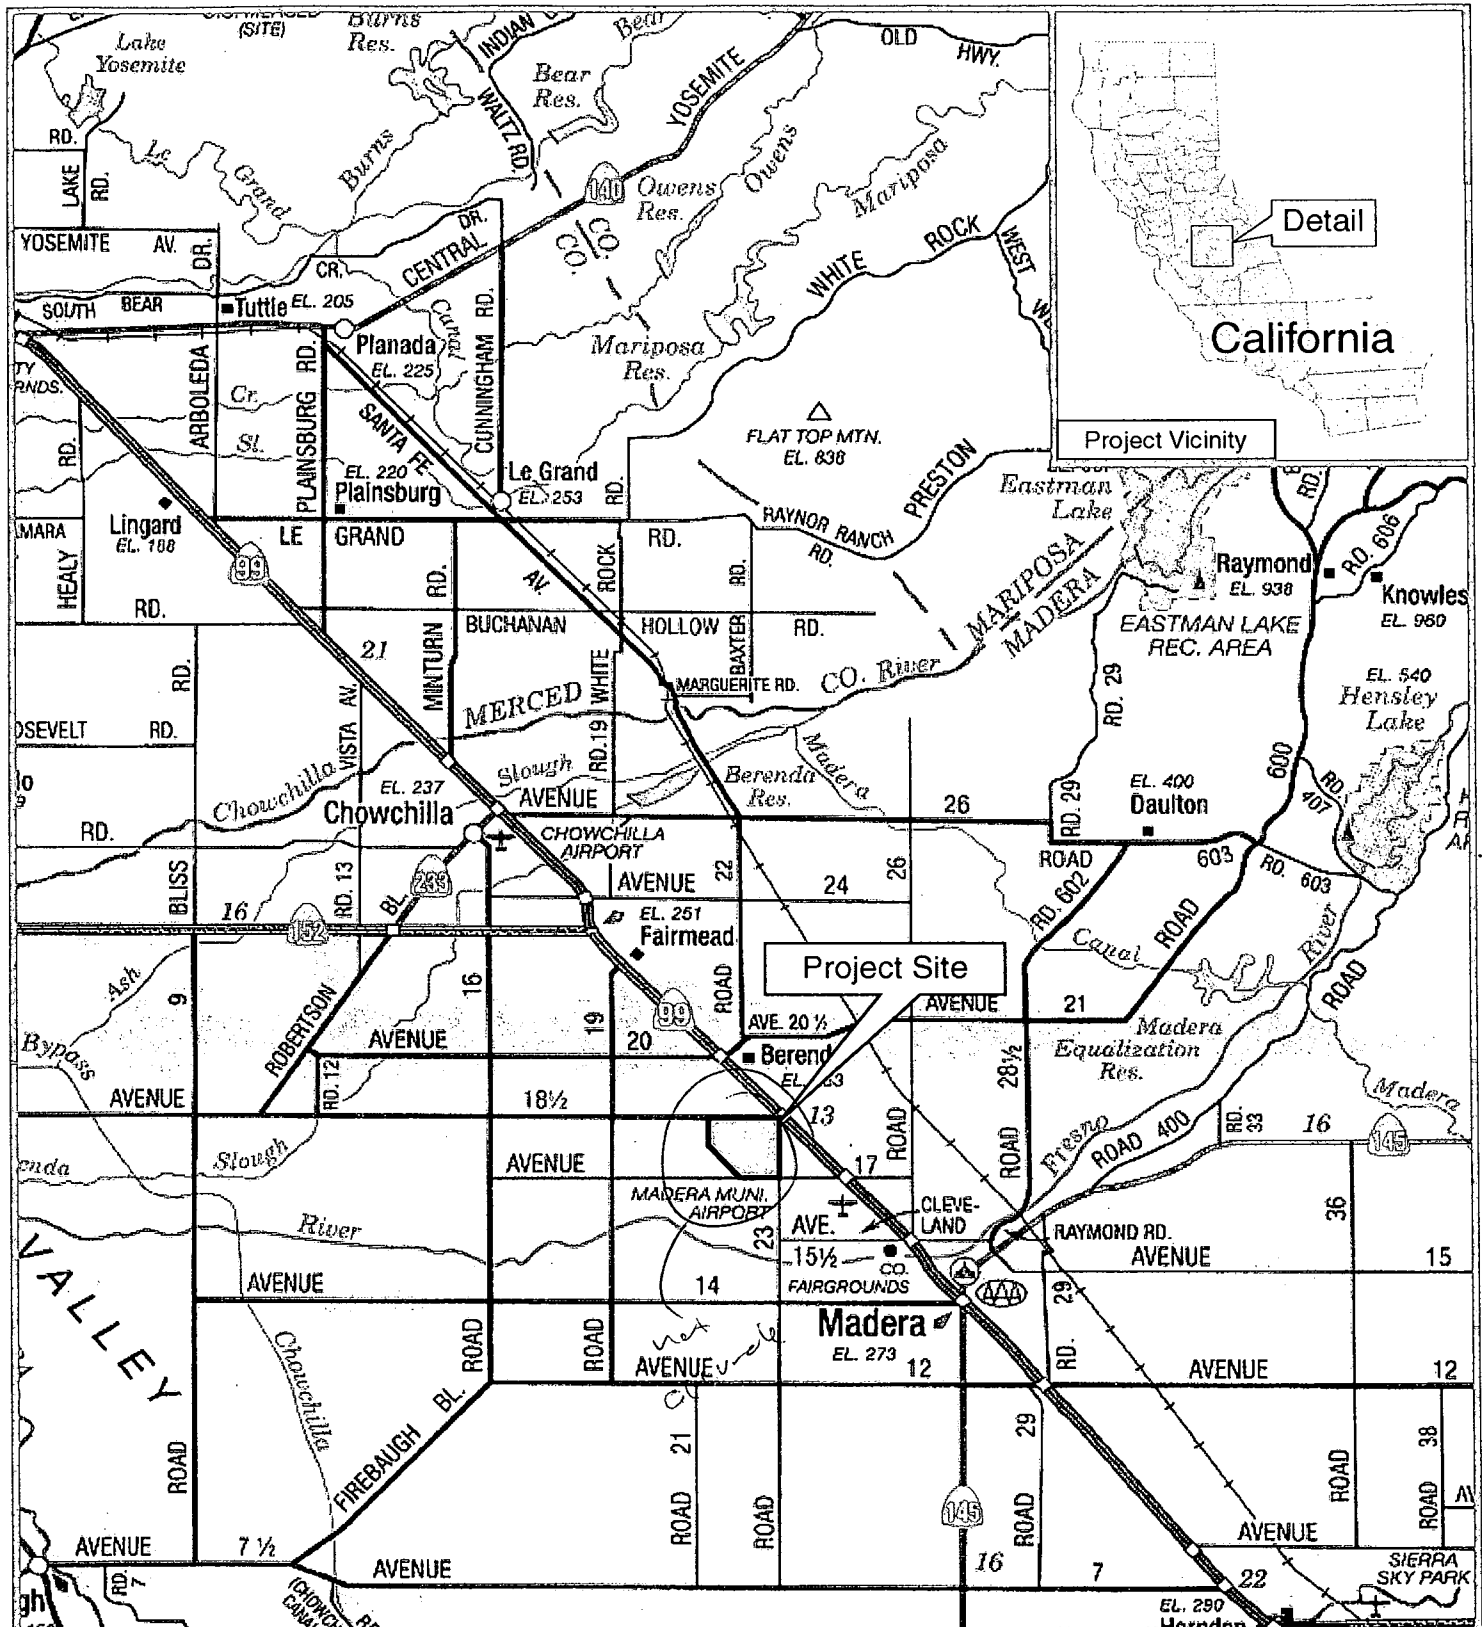 (SITE)
Burns
Res.
INDIAN
Bear
OLD
HWY.
Lake
Yosemite
Bear
Res.
YOSEMITE
WALTZ RD.
RD.
Le
Grand
Burns
LAKE
RD.
140
Owens
Res.
Owens
Mariposa
Detail
YOSEMITE
AV.
DR.
DR.
CENTRAL
CR.
CO.
CO.
WHITE
ROCK
WEST
SOUTH
BEAR
Tuttle
EL. 205
Canal
RD.
Planada
EL. 225
Mariposa
Res.
California
ARBOLEDA
PLAINSBURG
RD.
Cr.
Sl.
SANTA FE
CUNNINGHAM
FLAT TOP MTN.
EL. 838
Project Vicinity
RD.
EL. 220
Plainsburg
Le Grand
EL. 253
RD.
PRESTON
Eastman
Lake
RD.
Lingard
EL. 188
LE
GRAND
AV.
RD.
RAYNOR RANCH
RD.
RD. 606
Raymond
EL. 938
Knowles
EL. 960
99
HEALY
RD.
RD.
ROCK
RD.
MARIPOSA
MADERA
EASTMAN LAKE
REC. AREA
21
MINTURN
BUCHANAN
HOLLOW
RD.
BAXTER
RD.
VISTA AV.
MERCED
WHITE
MARGUERITE RD.
CO.
River
RD. 29
EL. 540
Hensley
Lake
RD.
RD. 19
Chowchilla
Slough
Madera
Berenda
Res.
600
RD.
407
EL. 237
Chowchilla
AVENUE
26
RD. 29
EL. 400
Daulton
RD.
CHOWCHILLA
AIRPORT
ROAD
603
RD.
603
BLISS
RD. 13
BL.
233
AVENUE
22
24
26
RD. 602
16
152
EL. 251
Fairmead
Project Site
Canal
ROAD
River
ROAD
Ash
9
ROBERTSON
16
19
99
ROAD
AVENUE
21
Bypass
AVENUE
20
AVE. 20 ½
Berend
EL.
Madera
Equalization
Res.
28½
RD. 12
AVENUE
18½
13
ROAD
ROAD
Fresno
ROAD
400
RD.
33
16
145
Madera
Slough
AVENUE
17
MADERA MUNI.
AIRPORT
CLEVE-
LAND
River
23
AVE.
15½
RAYMOND RD.
AVENUE
15
36
AVENUE
14
CO.
FAIRGROUNDS
29
VALLEY
Chowchilla
ROAD
ROAD
not
Madera
EL. 273
AVENUE
12
RD.
AVENUE
12
FIREBAUGH
BL.
ROAD
21
ROAD
ROAD
145
29
ROAD
ROAD
38
ROAD
AVENUE
7 ½
AVENUE
16
7
AVENUE
22
SIERRA
SKY PARK
RD.
7
EL. 290